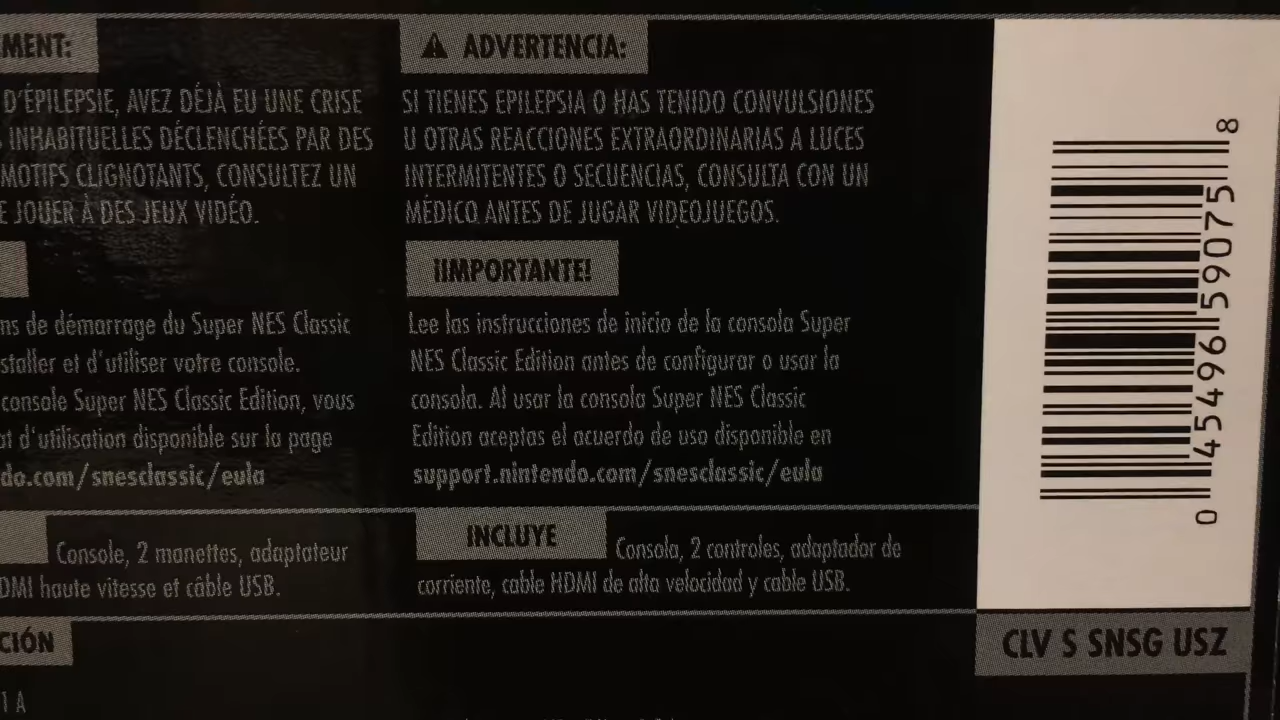 MENT:
D'ÉPILEPSIE, AVEZ DÉJÀ EU UNE CRISE
INHABITUELLES DÉCLENCHÉES PAR DES
MOTIFS CLIGNOTANTS, CONSULTEZ UN
E JOUER À DES JEUX VIDÉO.
ns de démarrage du Super NES Classic
staller et d'utiliser votre console.
console Super NES Classic Edition, vous
at d'utilisation disponible sur la page
do.com/snesclassic/eula
Console, 2 manettes, adaptateur
DMI haute vitesse et câble USB.
CIÓN
1 A
⚠ ADVERTENCIA:
SI TIENES EPILEPSIA O HAS TENIDO CONVULSIONES
U OTRAS REACCIONES EXTRAORDINARIAS A LUCES
INTERMITENTES O SECUENCIAS, CONSULTA CON UN
MÉDICO ANTES DE JUGAR VIDEOJUEGOS.
¡IMPORTANTE!
Lee las instrucciones de inicio de la consola Super
NES Classic Edition antes de configurar o usar la
consola. Al usar la consola Super NES Classic
Edition aceptas el acuerdo de uso disponible en
support.nintendo.com/snesclassic/eula
INCLUYE Consola, 2 controles, adaptador de
corriente, cable HDMI de alta velocidad y cable USB.
0 45496 59075 8
CLV S SNSG USZ